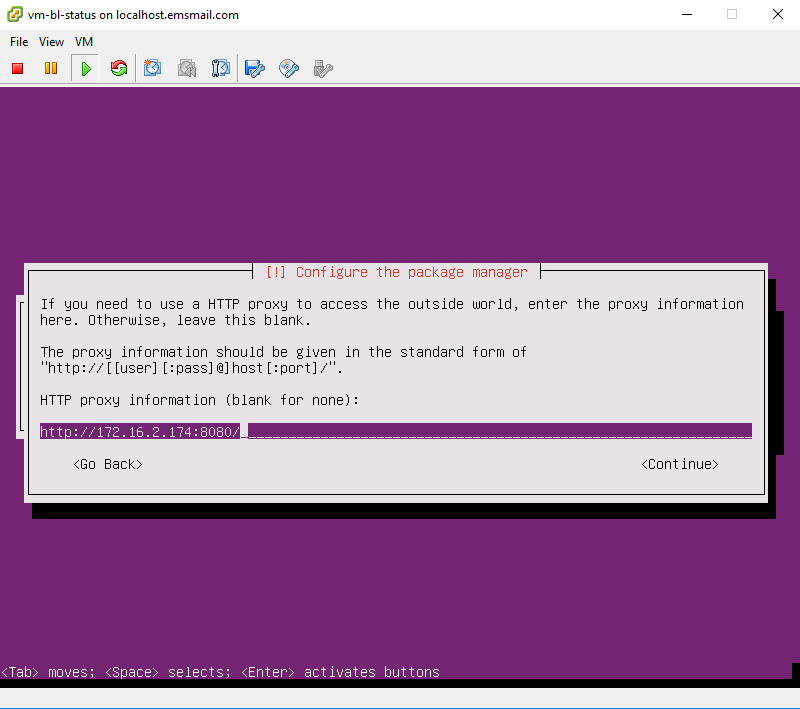 vm-bl-status on localhost.emsmail.com
File View VM
[!] Configure the package manager
If you need to use a HTTP proxy to access the outside world, enter the proxy information
here. Otherwise, leave this blank.
The proxy information should be given in the standard form of
"http://[[user][:pass]@]host[:port]/".
HTTP proxy information (blank for none):
http://172.16.2.174:8080/
<Go Back> <Continue>
<Tab> moves; <Space> selects; <Enter> activates buttons